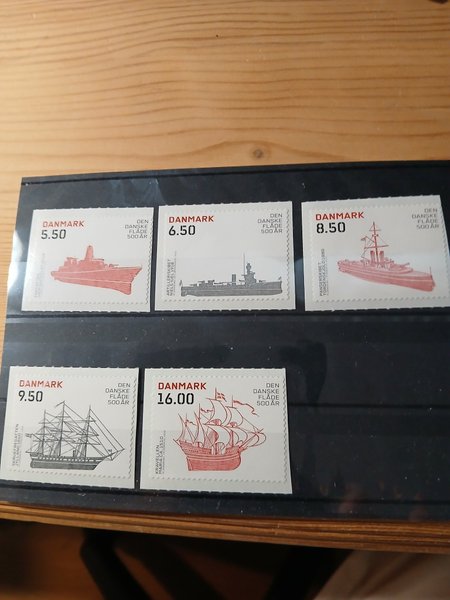 DANMARK
5.50
DEN
DANSKE
FLÅDE
500 ÅR
DANMARK
6.50
DEN
DANSKE
FLÅDE
500 ÅR
DANMARK
8.50
DEN
DANSKE
FLÅDE
500 ÅR
DANMARK
9.50
DEN
DANSKE
FLÅDE
500 ÅR
DANMARK
16.00
DEN
DANSKE
FLÅDE
500 ÅR
KRAVELLEN